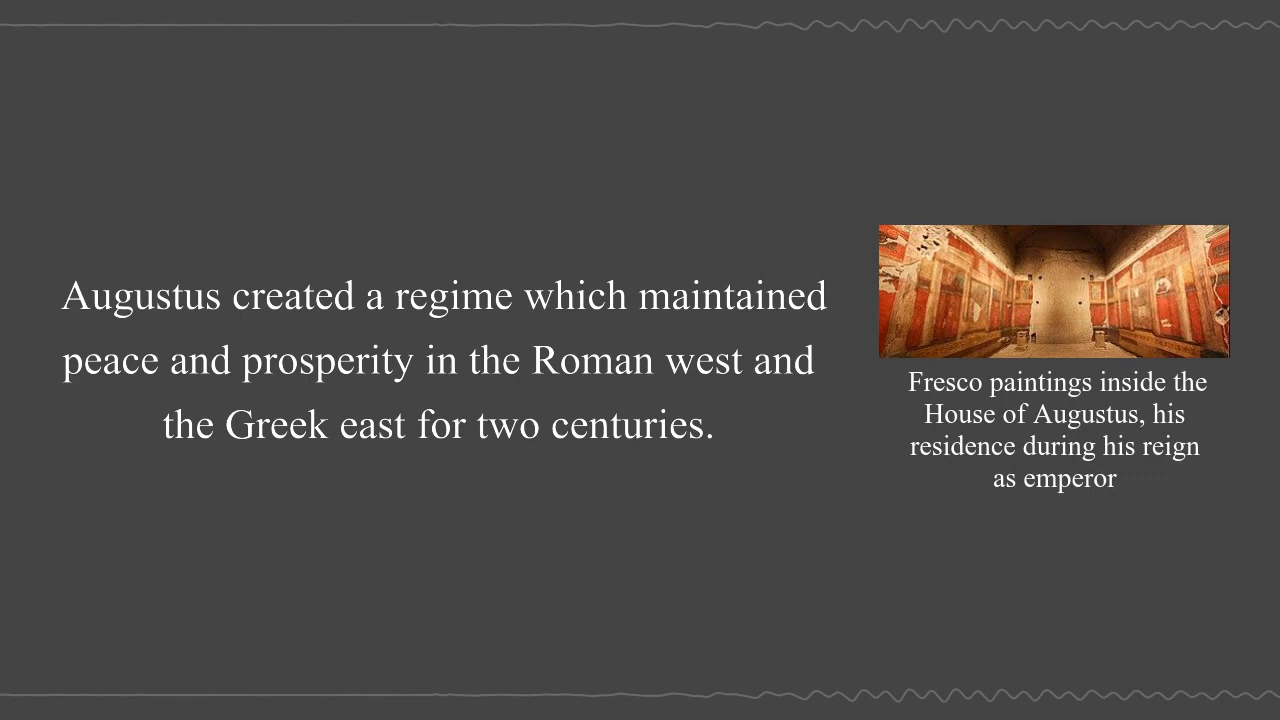 Augustus created a regime which maintained
peace and prosperity in the Roman west and
the Greek east for two centuries.
Fresco paintings inside the
House of Augustus, his
residence during his reign
as emperor